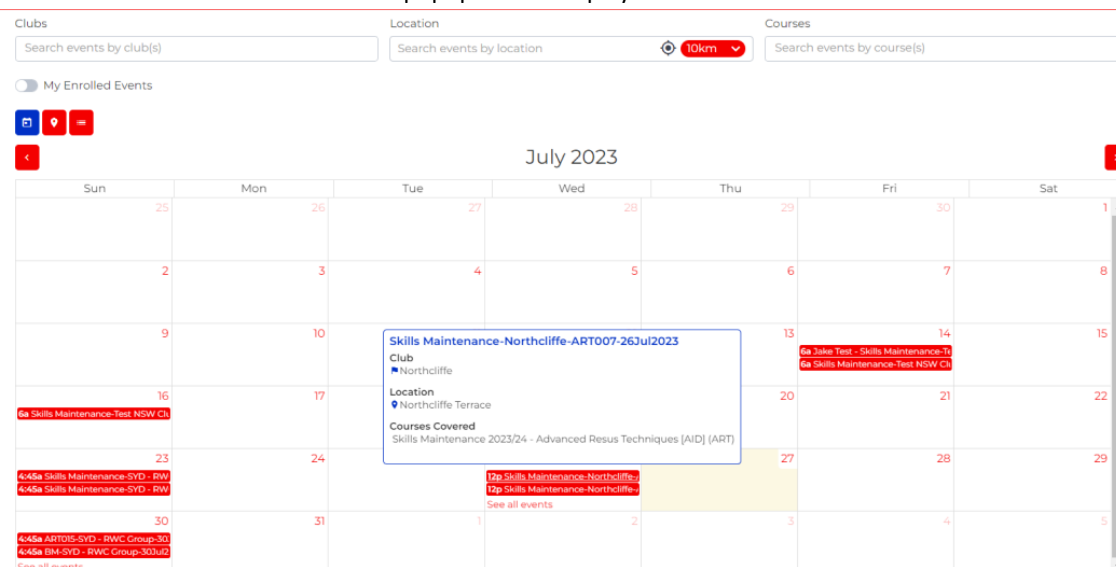 Clubs
Location
Courses
Search events by club(s)
Search events by location
10km
Search events by course(s)
My Enrolled Events
July 2023
Sun Mon Tue Wed Thu Fri Sat
25 26 27 28 29 30 1
2 3 4 5 6 7 8
9 10 13 14 15
Skills Maintenance-Northcliffe-ART007-26Jul2023
Club
Northcliffe
Location
Northcliffe Terrace
Courses Covered
Skills Maintenance 2023/24 - Advanced Resus Techniques [AID] (ART)
6a Jake Test - Skills Maintenance-Te
6a Skills Maintenance-Test NSW Clu
16 17 20 21 22
6a Skills Maintenance-Test NSW Clu
23 24 27 28 29
4:45a Skills Maintenance-SYD - RW
4:45a Skills Maintenance-SYD - RW
12p Skills Maintenance-Northcliffe-
12p Skills Maintenance-Northcliffe-
See all events
30 31 1 2 3 4 5
4:45a ART015-SYD - RWC Group-30J
4:45a BM-SYD - RWC Group-30Jul2
See all events